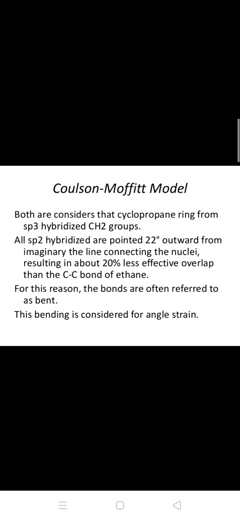 Coulson-Moffitt Model
Both are considers that cyclopropane ring from
sp3 hybridized CH2 groups.
All sp2 hybridized are pointed 22° outward from
imaginary the line connecting the nuclei,
resulting in about 20% less effective overlap
than the C-C bond of ethane.
For this reason, the bonds are often referred to
as bent.
This bending is considered for angle strain.